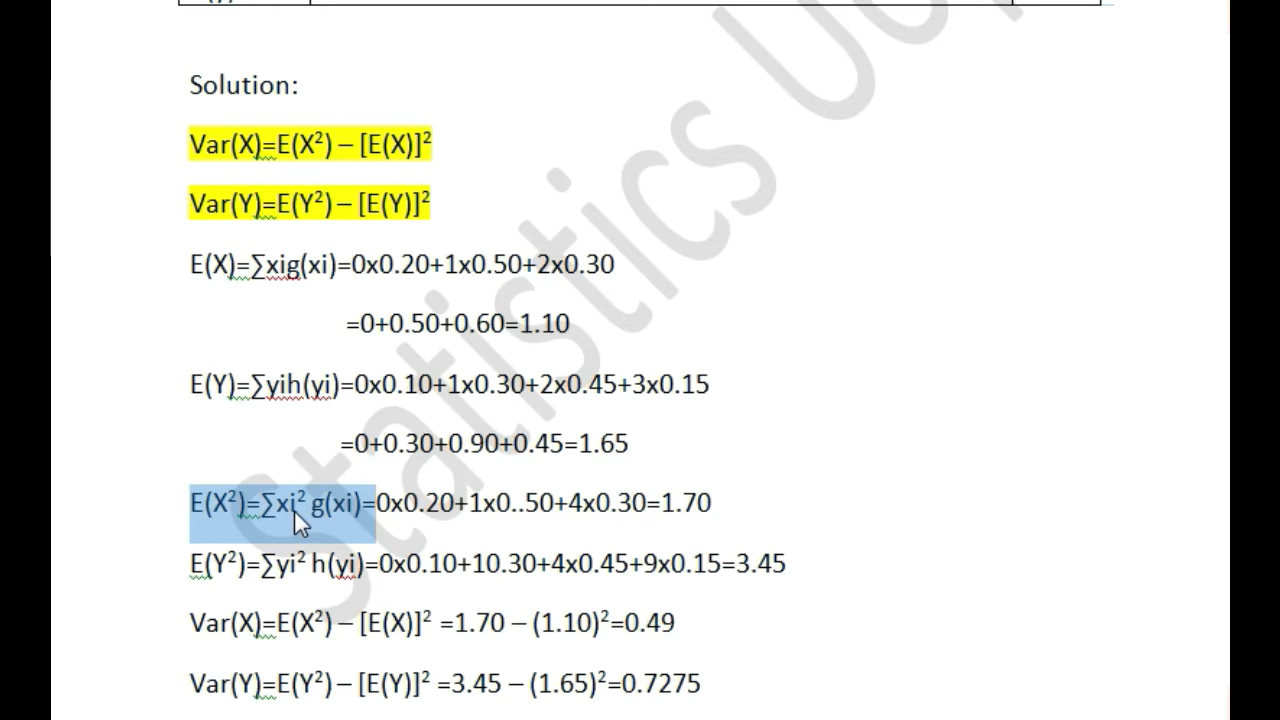 Solution:
Var(X)=E(X²) – [E(X)]²
Var(Y)=E(Y²) – [E(Y)]²
E(X)=∑xig(xi)=0x0.20+1x0.50+2x0.30
=0+0.50+0.60=1.10
E(Y)=∑yih(yi)=0x0.10+1x0.30+2x0.45+3x0.15
=0+0.30+0.90+0.45=1.65
E(X²)=∑xi² g(xi)=0x0.20+1x0..50+4x0.30=1.70
E(Y²)=∑yi² h(yi)=0x0.10+10.30+4x0.45+9x0.15=3.45
Var(X)=E(X²) – [E(X)]² =1.70 – (1.10)²=0.49
Var(Y)=E(Y²) – [E(Y)]² =3.45 – (1.65)²=0.7275
Statistics